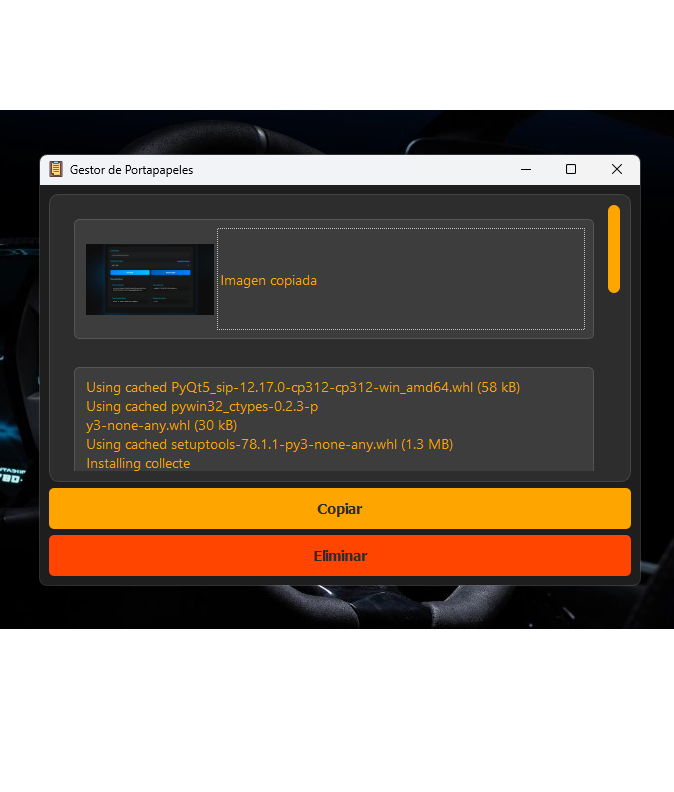 Gestor de Portapapeles
Imagen copiada
Using cached PyQt5_sip-12.17.0-cp312-cp312-win_amd64.whl (58 kB)
Using cached pywin32_ctypes-0.2.3-p
y3-none-any.whl (30 kB)
Using cached setuptools-78.1.1-py3-none-any.whl (1.3 MB)
Installing collecte
Copiar
Eliminar